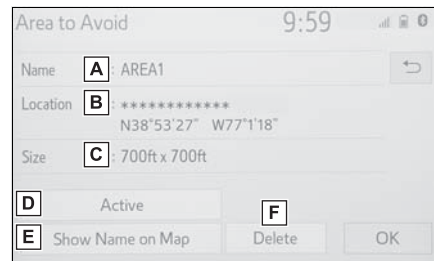 Area to Avoid 9:59 0
Name A : AREA1
Location B : ************
N38°53'27" W77°1'18"
Size C : 700ft x 700ft
D Active
F
E Show Name on Map Delete OK